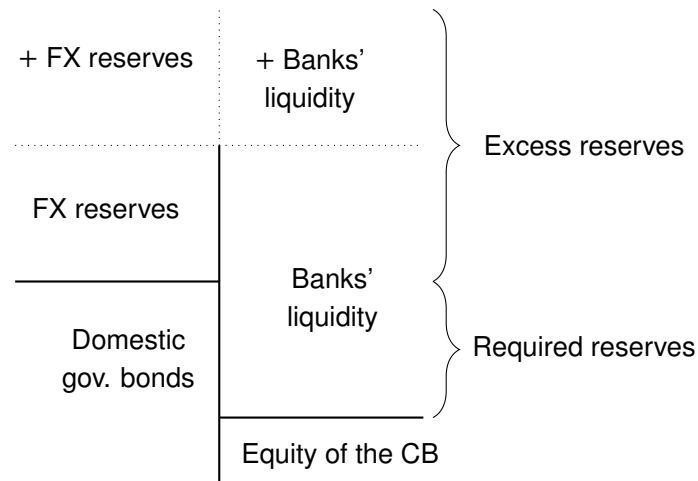 + FX reserves
+ Banks’
liquidity
Excess reserves
FX reserves
Banks’
liquidity
Domestic
gov. bonds
Required reserves
Equity of the CB